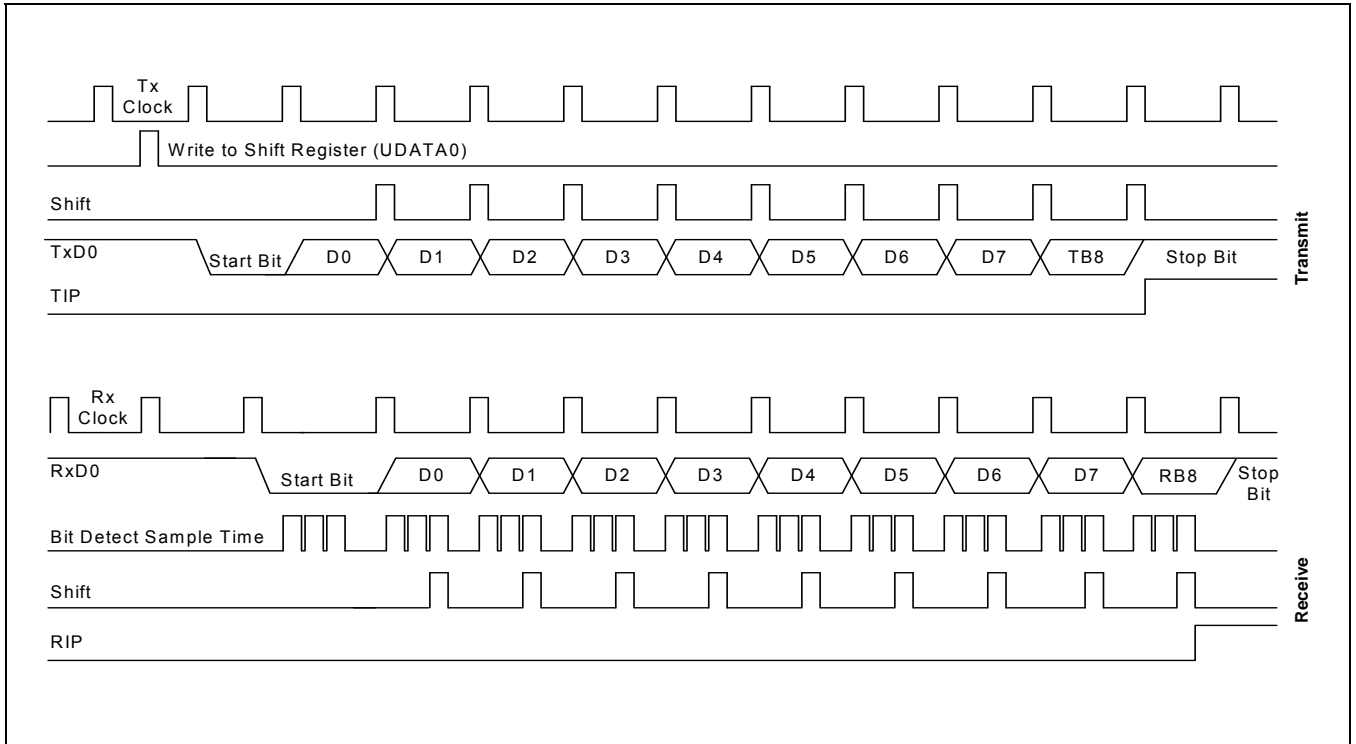 Tx
Clock
Write to Shift Register (UDATA0)
Shift
TxD0
Start Bit D0 D1 D2 D3 D4 D5 D6 D7 TB8 Stop Bit
TIP
Transmit
Rx
Clock
RxD0
Start Bit D0 D1 D2 D3 D4 D5 D6 D7 RB8 Stop
Bit
Bit Detect Sample Time
Shift
RIP
Receive